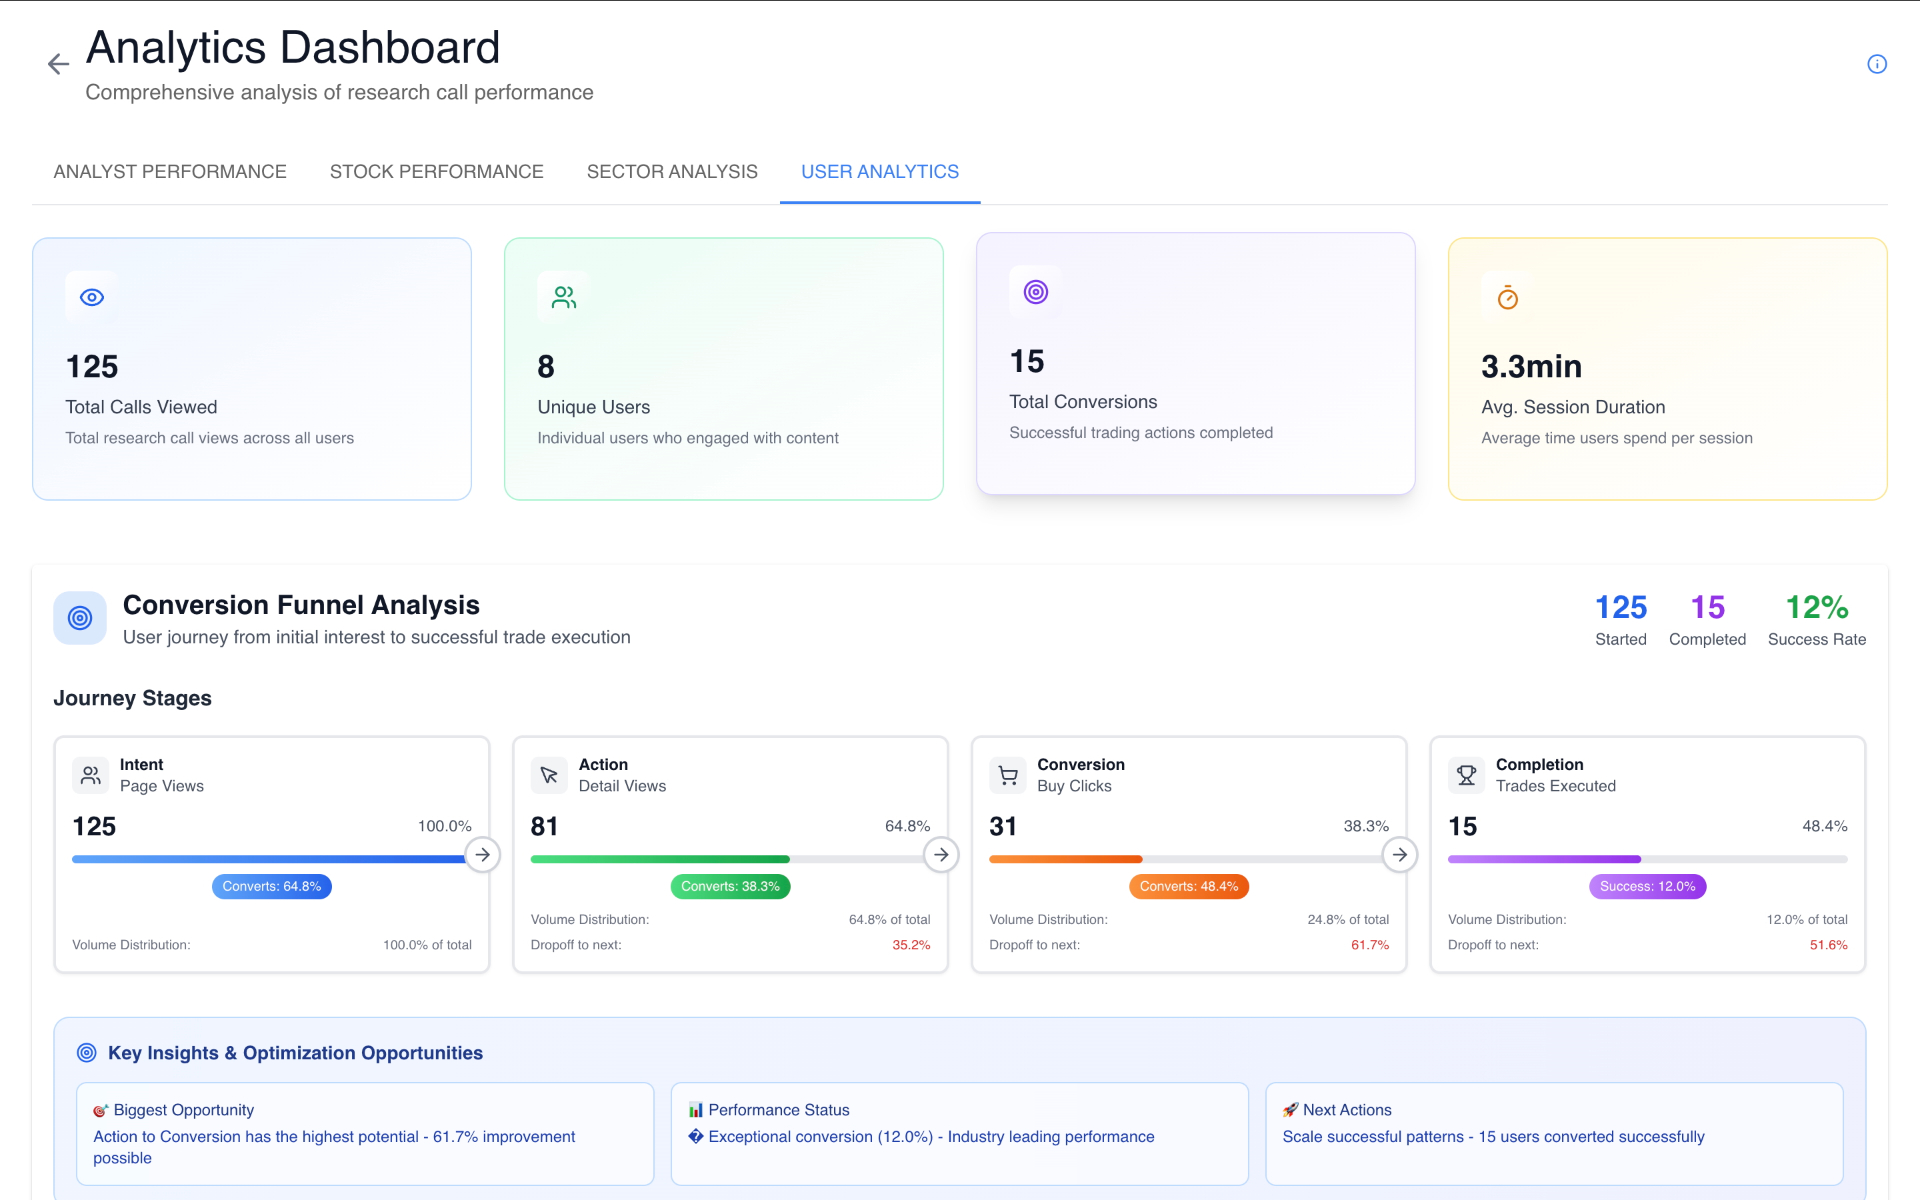 Analytics Dashboard
Comprehensive analysis of research call performance
ANALYST PERFORMANCE
STOCK PERFORMANCE
SECTOR ANALYSIS
USER ANALYTICS
125
Total Calls Viewed
Total research call views across all users
8
Unique Users
Individual users who engaged with content
15
Total Conversions
Successful trading actions completed
3.3min
Avg. Session Duration
Average time users spend per session
Conversion Funnel Analysis
User journey from initial interest to successful trade execution
125
Started
15
Completed
12%
Success Rate
Journey Stages
Intent
Page Views
125
100.0%
Converts: 64.8%
Volume Distribution: 100.0% of total
Action
Detail Views
81
64.8%
Converts: 38.3%
Volume Distribution: 64.8% of total
Dropoff to next: 35.2%
Conversion
Buy Clicks
31
38.3%
Converts: 48.4%
Volume Distribution: 24.8% of total
Dropoff to next: 61.7%
Completion
Trades Executed
15
48.4%
Success: 12.0%
Volume Distribution: 12.0% of total
Dropoff to next: 51.6%
Key Insights & Optimization Opportunities
🎯 Biggest Opportunity
Action to Conversion has the highest potential - 61.7% improvement
possible
📊 Performance Status
� Exceptional conversion (12.0%) - Industry leading performance
🚀 Next Actions
Scale successful patterns - 15 users converted successfully